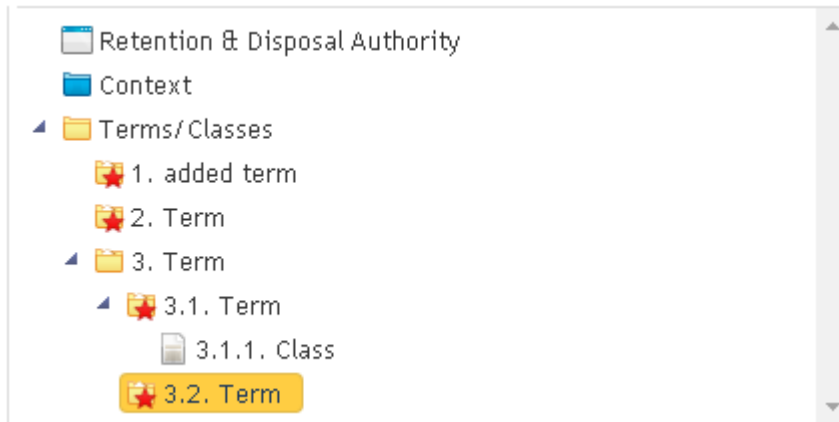 Retention & Disposal Authority
Context
Terms/Classes
1. added term
2. Term
3. Term
3.1. Term
3.1.1. Class
3.2. Term